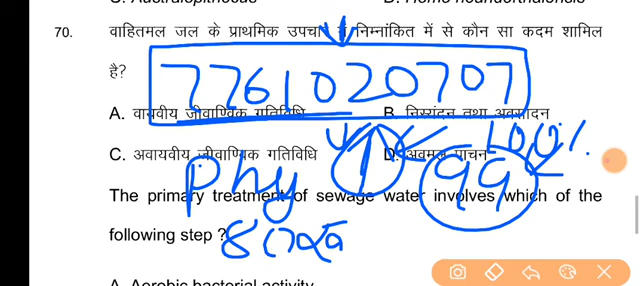 70. वाहितमल जल के प्राथमिक उपचार में निम्नांकित में से कौन सा कदम शामिल
है?
7761020707
A. वायवीय जीवाण्विक गतिविधि B. निस्यंदन तथा अवसादन
100%
C. अवायवीय जीवाण्विक गतिविधि D. अवमल पाचन
Phy 1 99
The primary treatment of sewage water involves which of the
following step ?
A. Aerobic bacterial activity